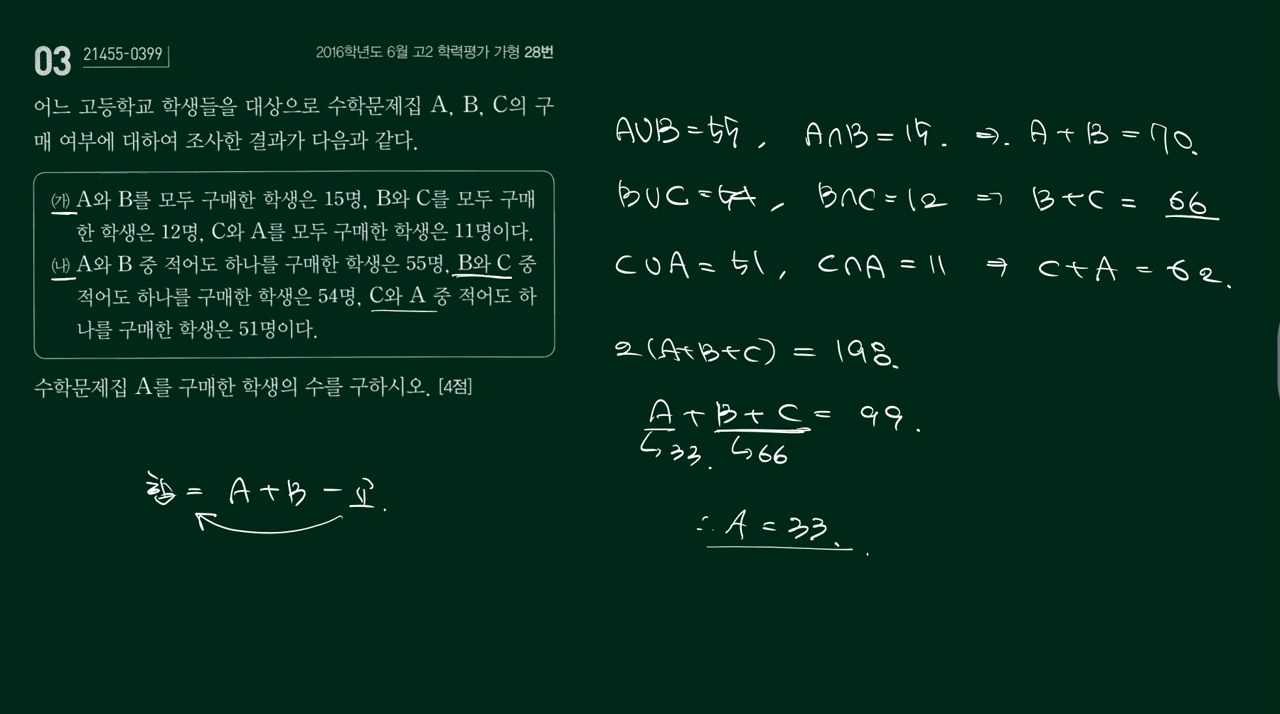 03 21455-0399
2016학년도 6월 고2 학력평가 가형 28번
어느 고등학교 학생들을 대상으로 수학문제집 A, B, C의 구
매 여부에 대하여 조사한 결과가 다음과 같다.
㈎ A와 B를 모두 구매한 학생은 15명, B와 C를 모두 구매
한 학생은 12명, C와 A를 모두 구매한 학생은 11명이다.
㈏ A와 B 중 적어도 하나를 구매한 학생은 55명, B와 C 중
적어도 하나를 구매한 학생은 54명, C와 A 중 적어도 하
나를 구매한 학생은 51명이다.
수학문제집 A를 구매한 학생의 수를 구하시오. [4점]
합 = A+B-교.
A∪B=55, A∩B=15. ⇒. A+B=70.
B∪C=54, B∩C=12 ⇒ B+C = 66
C∪A=51, C∩A=11 ⇒ C+A = 62.
2(A+B+C) = 198.
A+B+C = 99.
↳33. ↳66
∴ A=33.